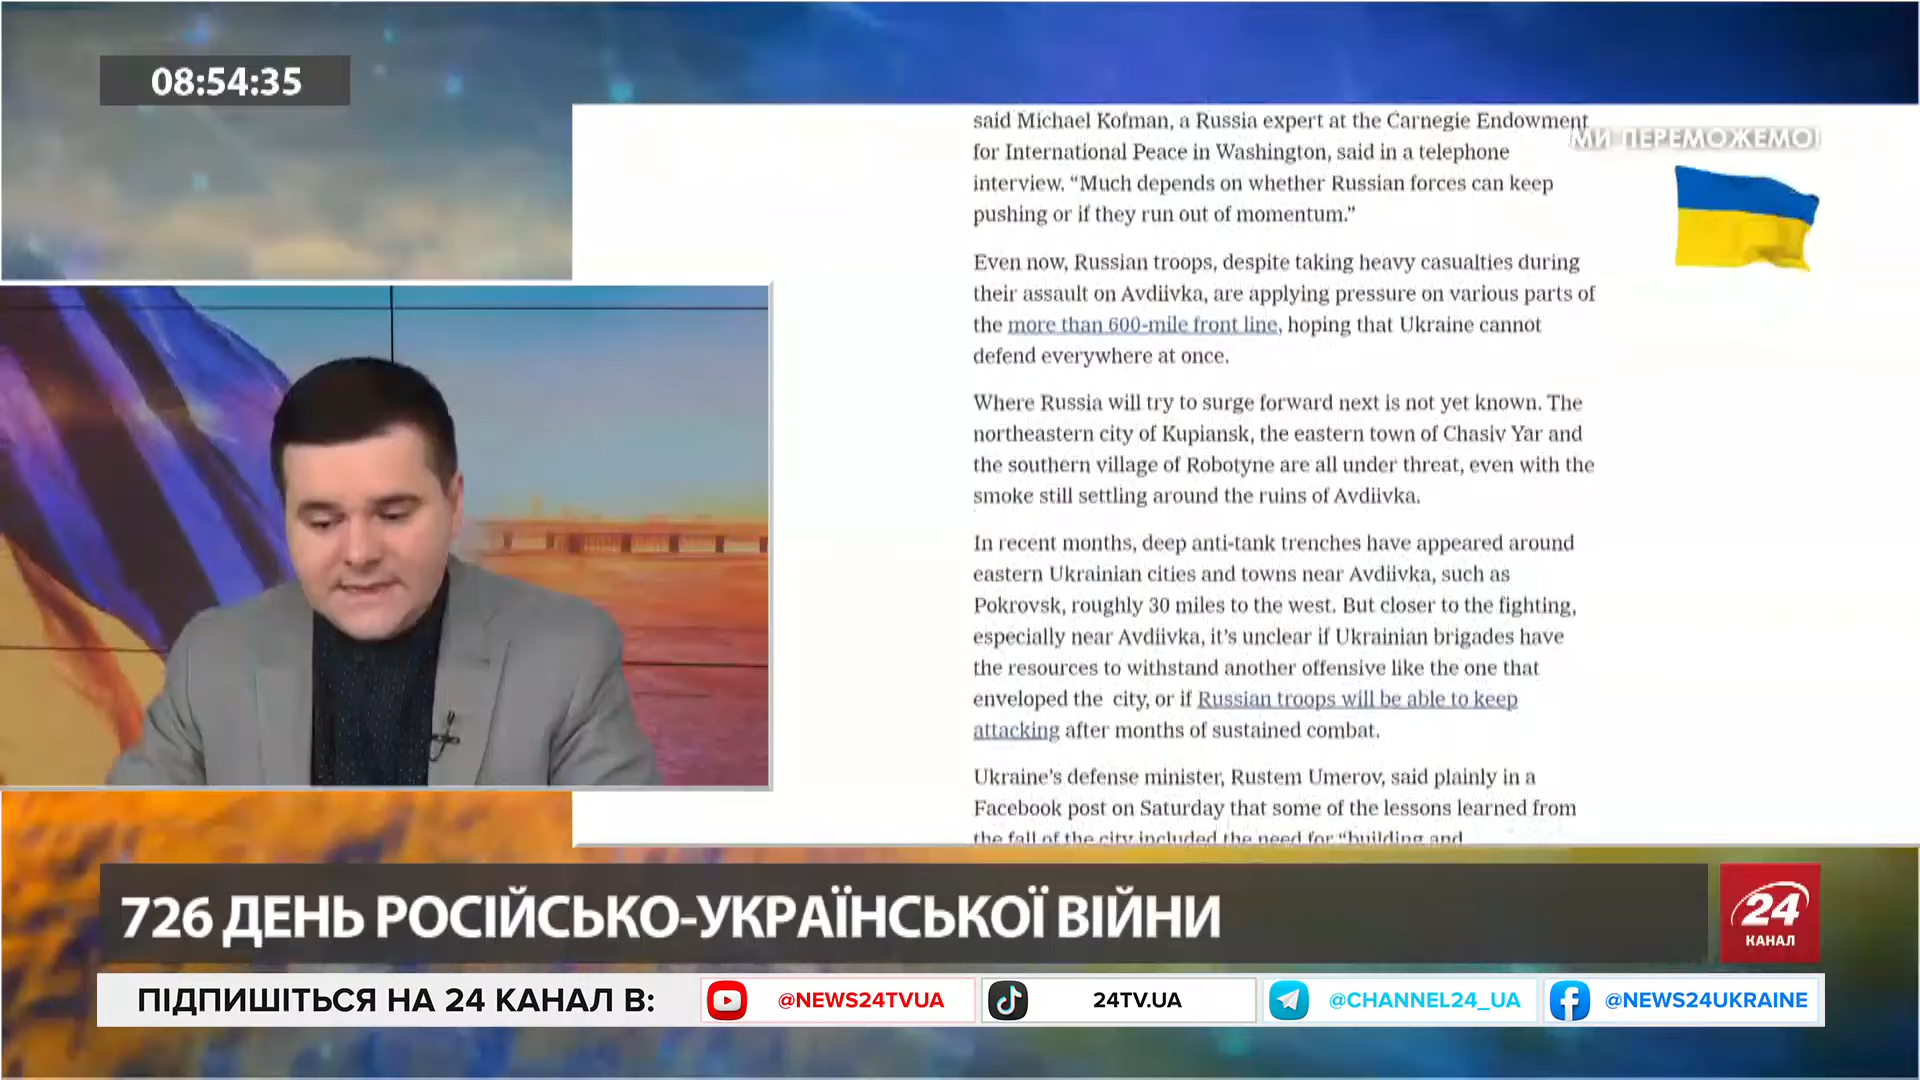 08:54:35
said Michael Kofman, a Russia expert at the Carnegie Endowment
for International Peace in Washington, said in a telephone
interview. “Much depends on whether Russian forces can keep
pushing or if they run out of momentum.”
Even now, Russian troops, despite taking heavy casualties during
their assault on Avdiivka, are applying pressure on various parts of
the more than 600-mile front line, hoping that Ukraine cannot
defend everywhere at once.
Where Russia will try to surge forward next is not yet known. The
northeastern city of Kupiansk, the eastern town of Chasiv Yar and
the southern village of Robotyne are all under threat, even with the
smoke still settling around the ruins of Avdiivka.
In recent months, deep anti-tank trenches have appeared around
eastern Ukrainian cities and towns near Avdiivka, such as
Pokrovsk, roughly 30 miles to the west. But closer to the fighting,
especially near Avdiivka, it’s unclear if Ukrainian brigades have
the resources to withstand another offensive like the one that
enveloped the city, or if Russian troops will be able to keep
attacking after months of sustained combat.
Ukraine’s defense minister, Rustem Umerov, said plainly in a
Facebook post on Saturday that some of the lessons learned from
the fall of the city included the need for “building and
МИ ПЕРЕМОЖЕМО!
726 ДЕНЬ РОСІЙСЬКО-УКРАЇНСЬКОЇ ВІЙНИ
24
КАНАЛ
ПІДПИШІТЬСЯ НА 24 КАНАЛ В:
@NEWS24TVUA
24TV.UA
@CHANNEL24_UA
@NEWS24UKRAINE